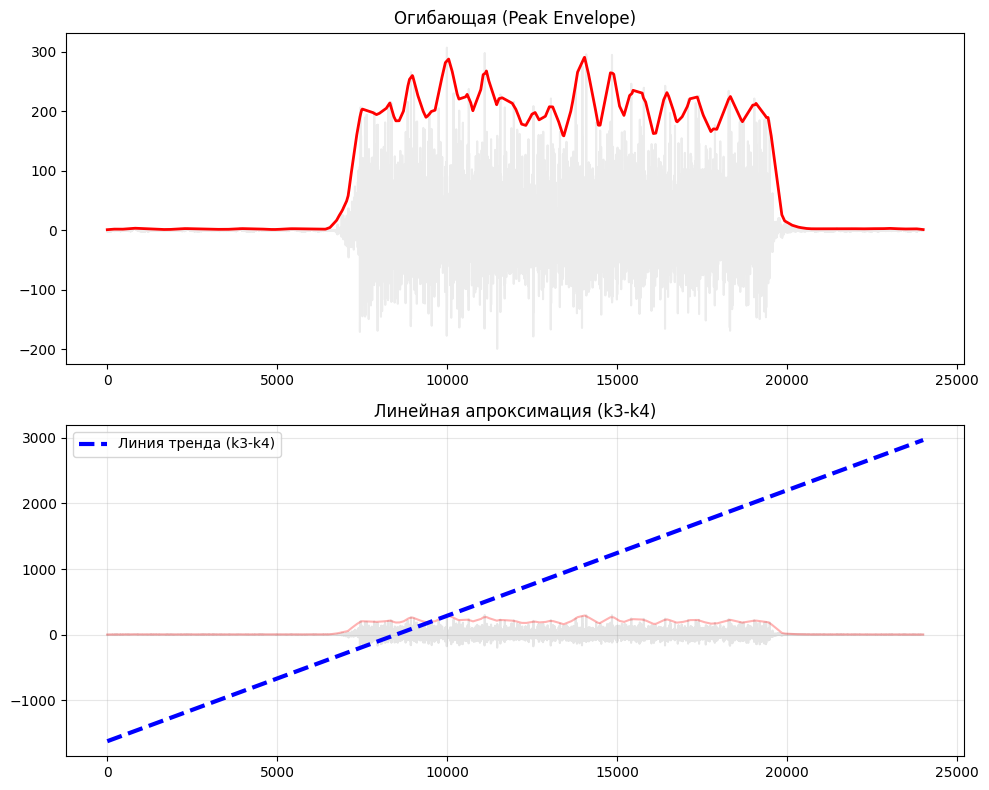 Огибающая (Peak Envelope)
300
200
100
0
−100
−200
0 5000 10000 15000 20000 25000
Линейная апроксимация (k3-k4)
Линия тренда (k3-k4)
3000
2000
1000
0
−1000
0 5000 10000 15000 20000 25000